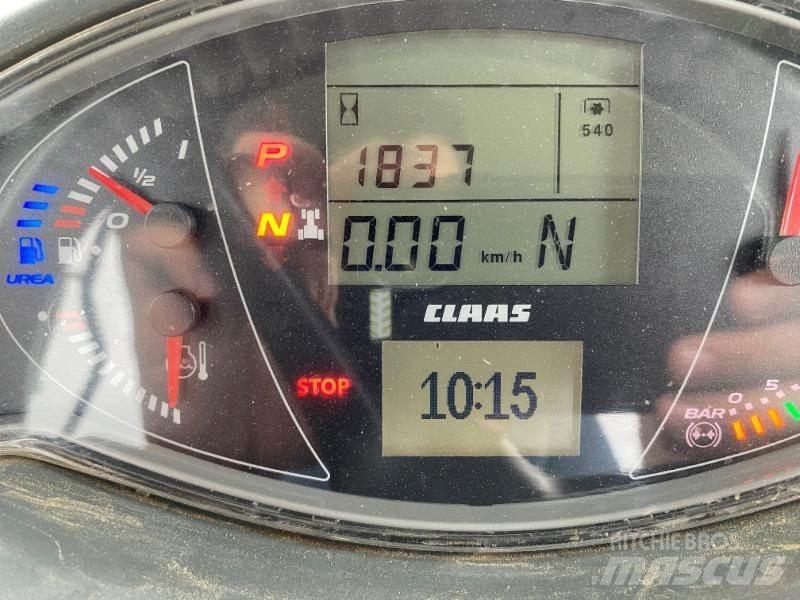 540
1837
P
N
0.00 km/h N
1
1/2
0
UREA
CLAAS
STOP
10:15
0 5
BAR
RITCHIE BROS
mascus